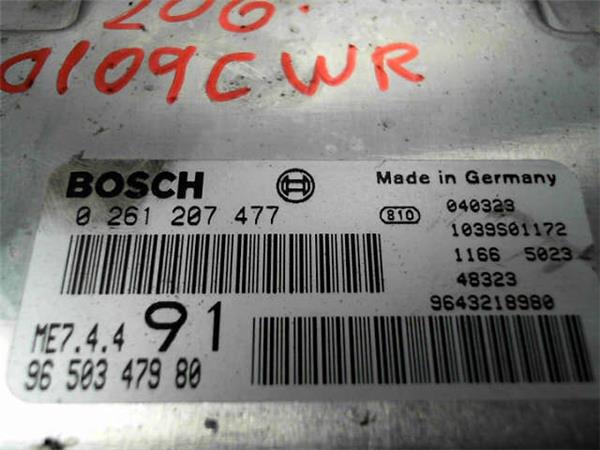 206.
0109CWR
BOSCH
Made in Germany
0 261 207 477
810
040323
1039S01172
1166 5023
48323
9643218980
ME7.4.4 91
96 503 479 80